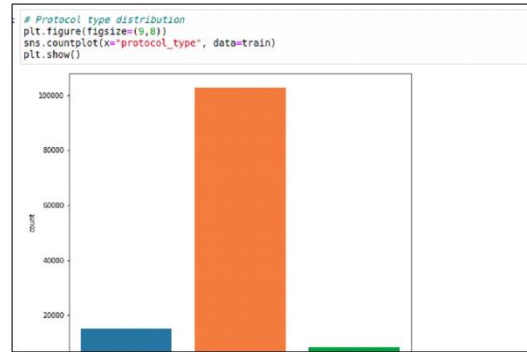 # Protocol type distribution
plt.figure(figsize=(9,8))
sns.countplot(x="protocol_type", data=train)
plt.show()
100000
80000
60000
count
40000
20000